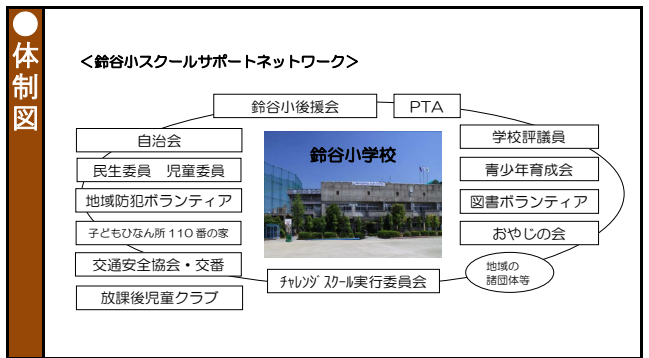 ●体制図
<鈴谷小スクールサポートネットワーク>
鈴谷小後援会
PTA
自治会
民生委員　児童委員
地域防犯ボランティア
子どもひなん所110番の家
交通安全協会・交番
放課後児童クラブ
鈴谷小学校
チャレンジスクール実行委員会
学校評議員
青少年育成会
図書ボランティア
おやじの会
地域の
諸団体等